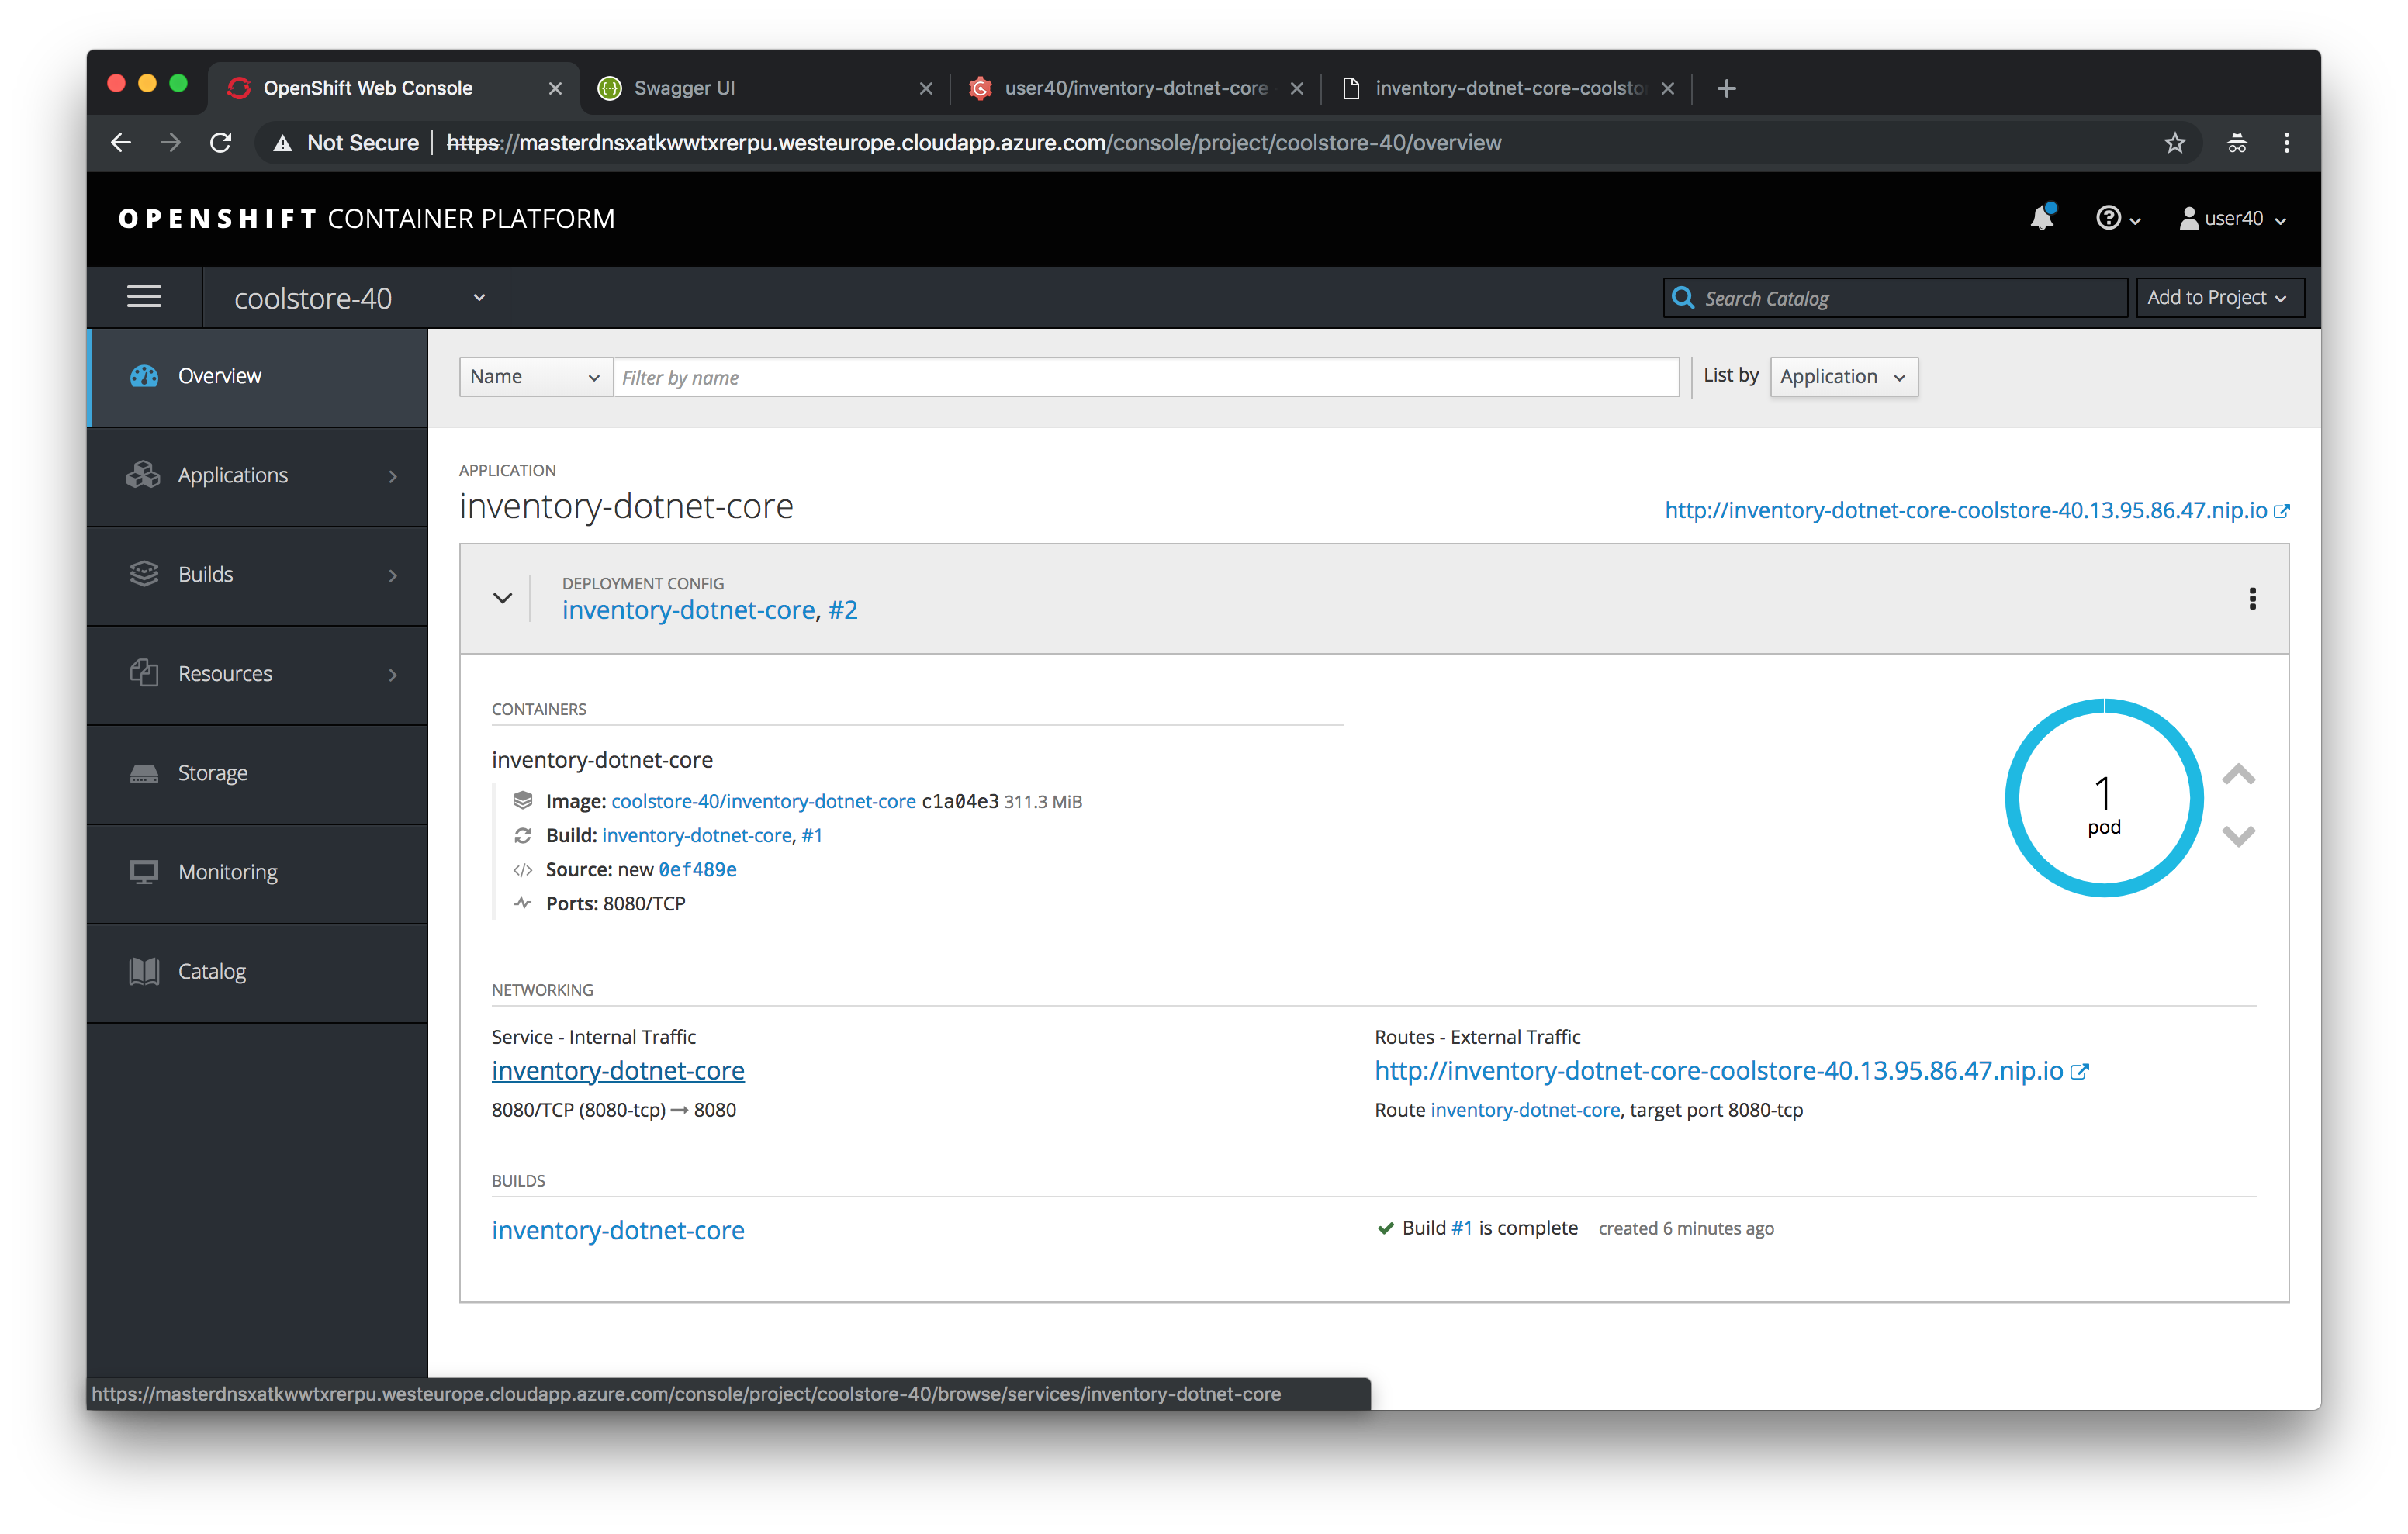 OpenShift Web Console
Swagger UI
user40/inventory-dotnet-core
inventory-dotnet-core-coolsto
Not Secure
https://masterdnsxatkwwtxrerpu.westeurope.cloudapp.azure.com/console/project/coolstore-40/overview
OPENSHIFT CONTAINER PLATFORM
user40
coolstore-40
Search Catalog
Add to Project
Overview
Applications
Builds
Resources
Storage
Monitoring
Catalog
Name
Filter by name
List by
Application
APPLICATION
inventory-dotnet-core
http://inventory-dotnet-core-coolstore-40.13.95.86.47.nip.io
DEPLOYMENT CONFIG
inventory-dotnet-core, #2
CONTAINERS
inventory-dotnet-core
Image: coolstore-40/inventory-dotnet-core c1a04e3 311.3 MiB
Build: inventory-dotnet-core, #1
Source: new 0ef489e
Ports: 8080/TCP
1
pod
NETWORKING
Service - Internal Traffic
inventory-dotnet-core
8080/TCP (8080-tcp) → 8080
Routes - External Traffic
http://inventory-dotnet-core-coolstore-40.13.95.86.47.nip.io
Route inventory-dotnet-core, target port 8080-tcp
BUILDS
inventory-dotnet-core
Build #1 is complete created 6 minutes ago
https://masterdnsxatkwwtxrerpu.westeurope.cloudapp.azure.com/console/project/coolstore-40/browse/services/inventory-dotnet-core